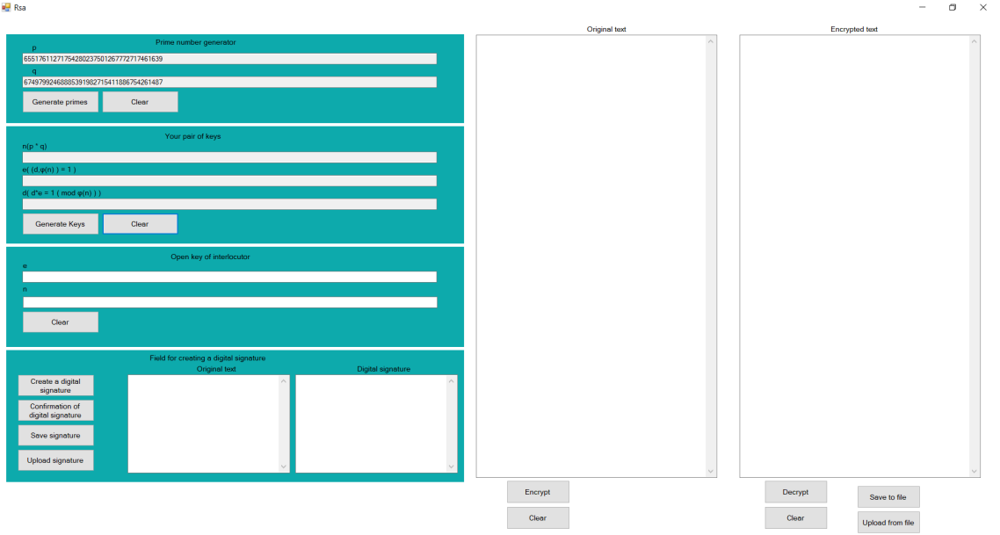 Rsa
Prime number generator
p
65517611271754280237501267772717461639
q
67497992468885391982715411886754261487
Generate primes
Clear
Your pair of keys
n(p * q)
e( (d,φ(n) ) = 1 )
d( d*e = 1 ( mod φ(n) ) )
Generate Keys
Clear
Open key of interlocutor
e
n
Clear
Field for creating a digital signature
Original text
Digital signature
Create a digital
signature
Confirmation of
digital signature
Save signature
Upload signature
Original text
Encrypt
Clear
Encrypted text
Decrypt
Clear
Save to file
Upload from file